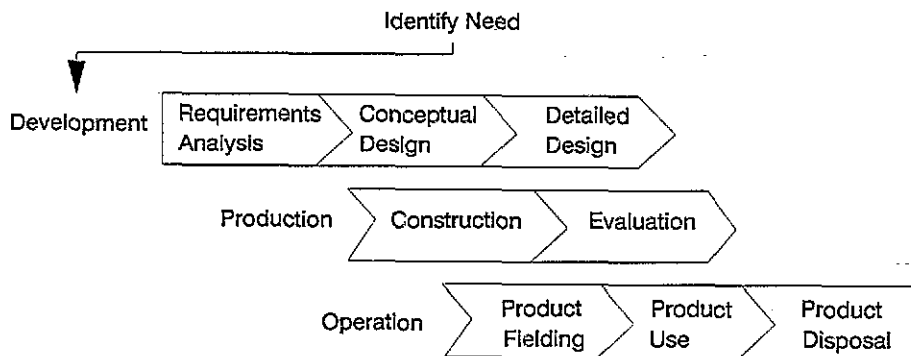 Identify Need
Development
Requirements
Analysis
Conceptual
Design
Detailed
Design
Production
Construction
Evaluation
Operation
Product
Fielding
Product
Use
Product
Disposal